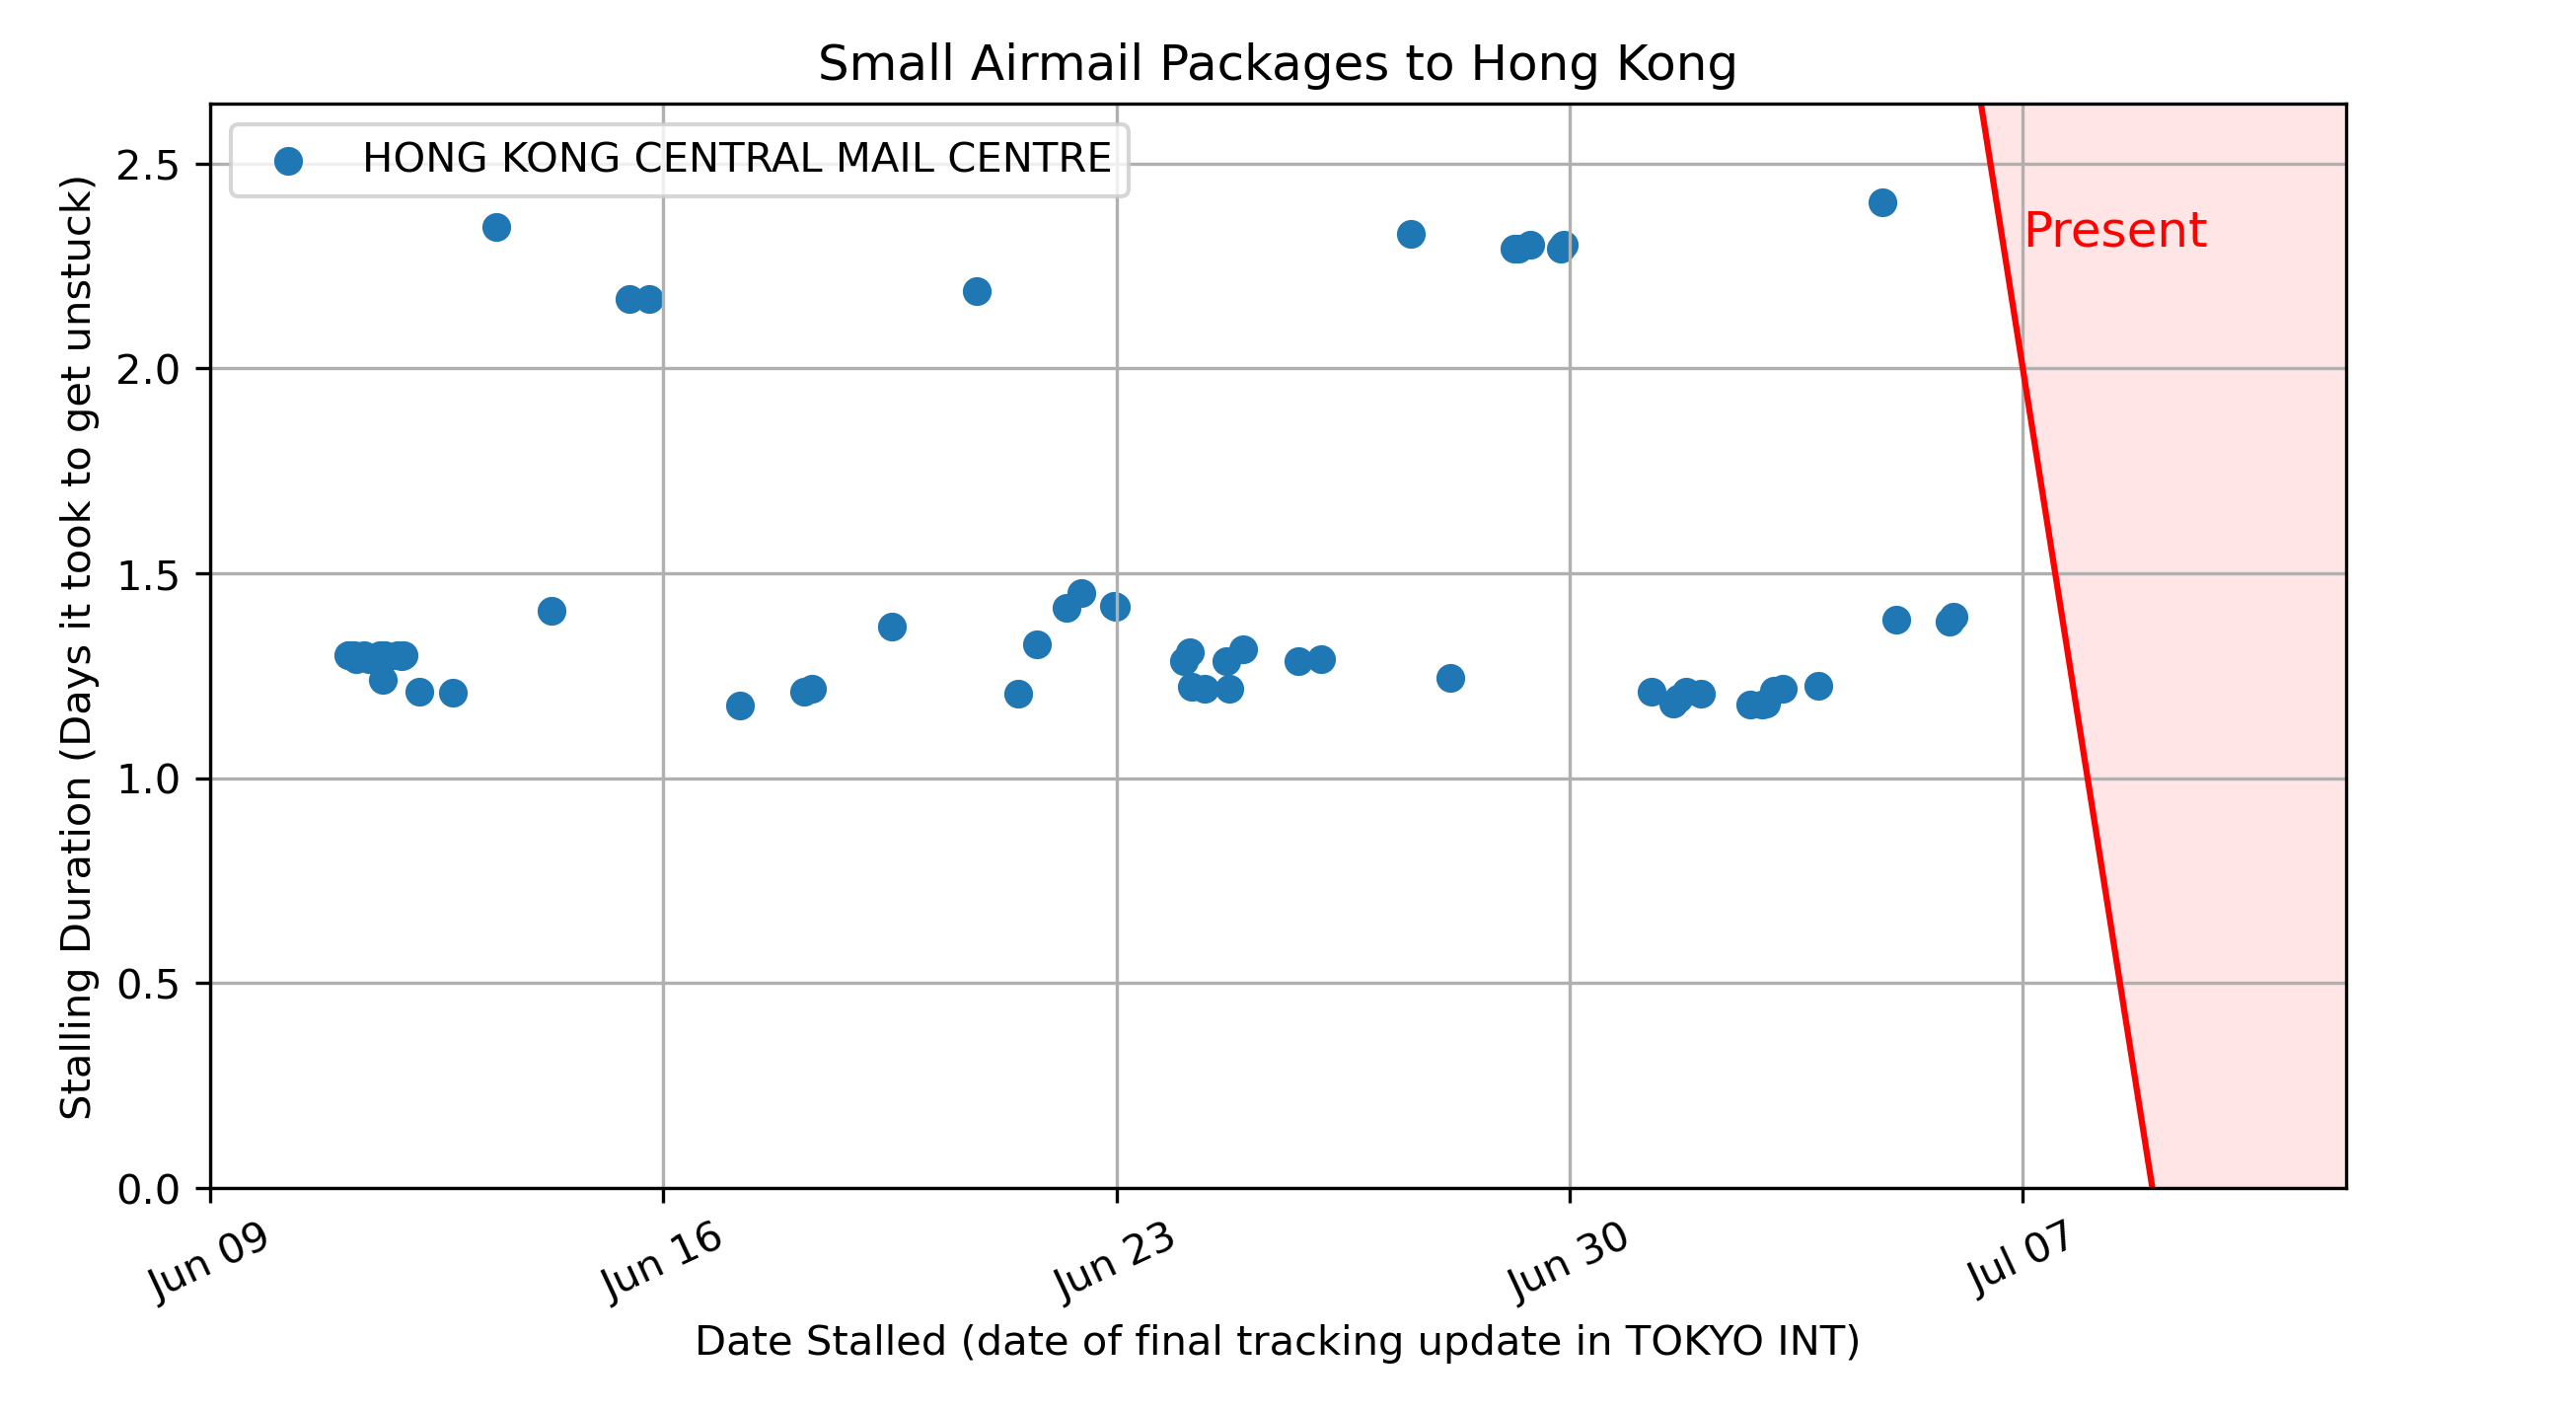 Small Airmail Packages to Hong Kong
HONG KONG CENTRAL MAIL CENTRE
Present
Stalling Duration (Days it took to get unstuck)
2.5
2.0
1.5
1.0
0.5
0.0
Jun 09
Jun 16
Jun 23
Jun 30
Jul 07
Date Stalled (date of final tracking update in TOKYO INT)